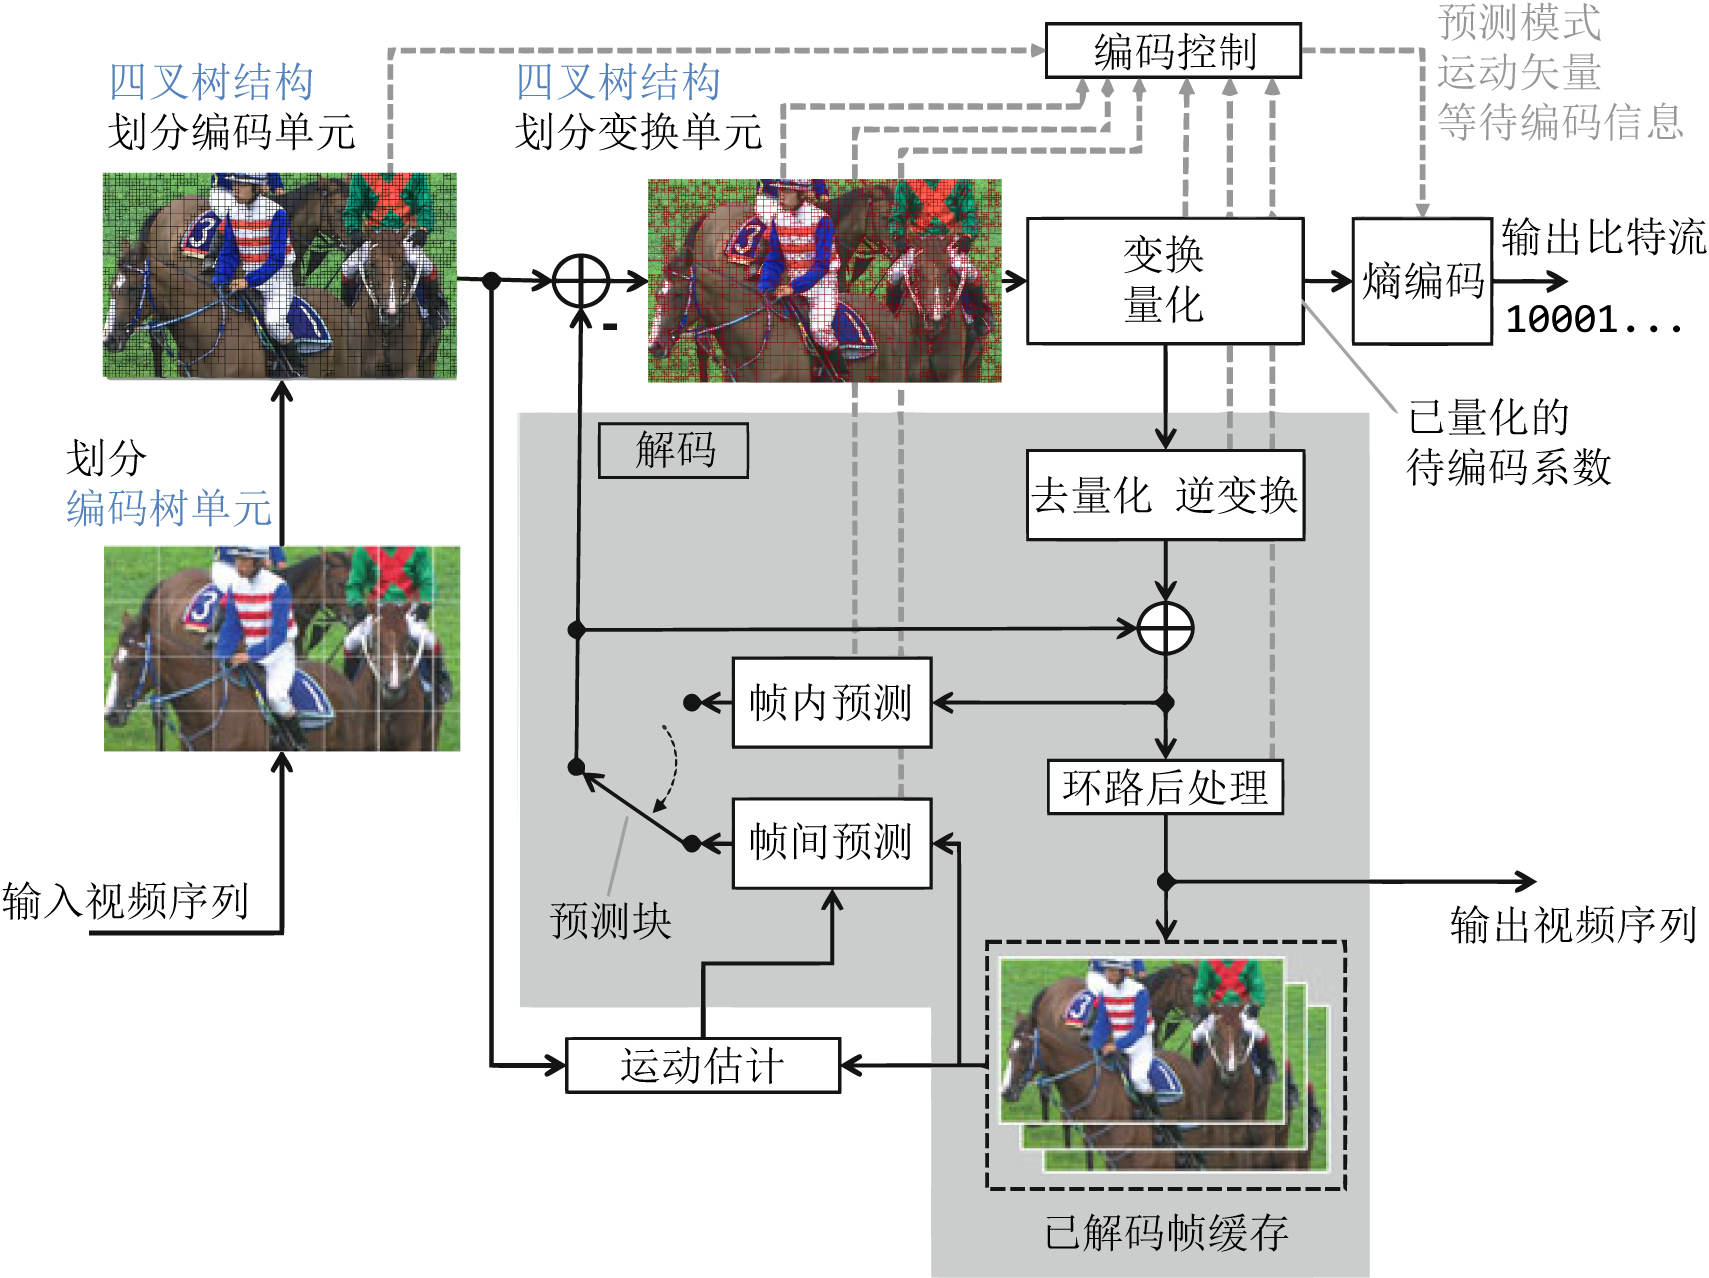 编码控制
预测模式
运动矢量
等待编码信息
四叉树结构
划分编码单元
四叉树结构
划分变换单元
3
3
变换
量化
熵编码
输出比特流
10001...
-
已量化的
待编码系数
解码
划分
编码树单元
去量化 逆变换
3
帧内预测
环路后处理
帧间预测
预测块
输入视频序列
输出视频序列
运动估计
3
已解码帧缓存